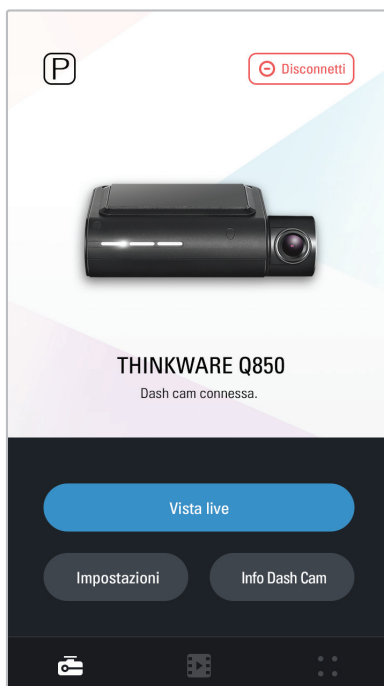 P
Disconnetti
THINKWARE Q850
Dash cam connessa.
Vista live
Impostazioni
Info Dash Cam